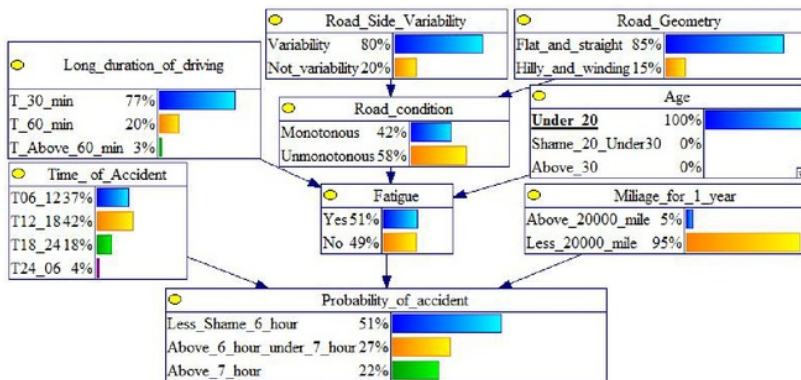 Road_Side_Variability
Variability 80%
Not_variability 20%
Road_Geometry
Flat_and_straight 85%
Hilly_and_winding 15%
Long_duration_of_driving
T_30_min 77%
T_60_min 20%
T_Above_60_min 3%
Road_condition
Monotonous 42%
Unmonotonous 58%
Age
Under_20 100%
Shame_20_Under30 0%
Above_30 0%
Time_ of_Accident
T06_12 37%
T12_18 42%
T18_24 18%
T24_06 4%
Fatigue
Yes 51%
No 49%
Miliage_for_1_year
Above_20000_mile 5%
Less_20000_mile 95%
Probability_of_accident
Less_Shame_6_hour 51%
Above_6_hour_under_7_hour 27%
Above_7_hour 22%